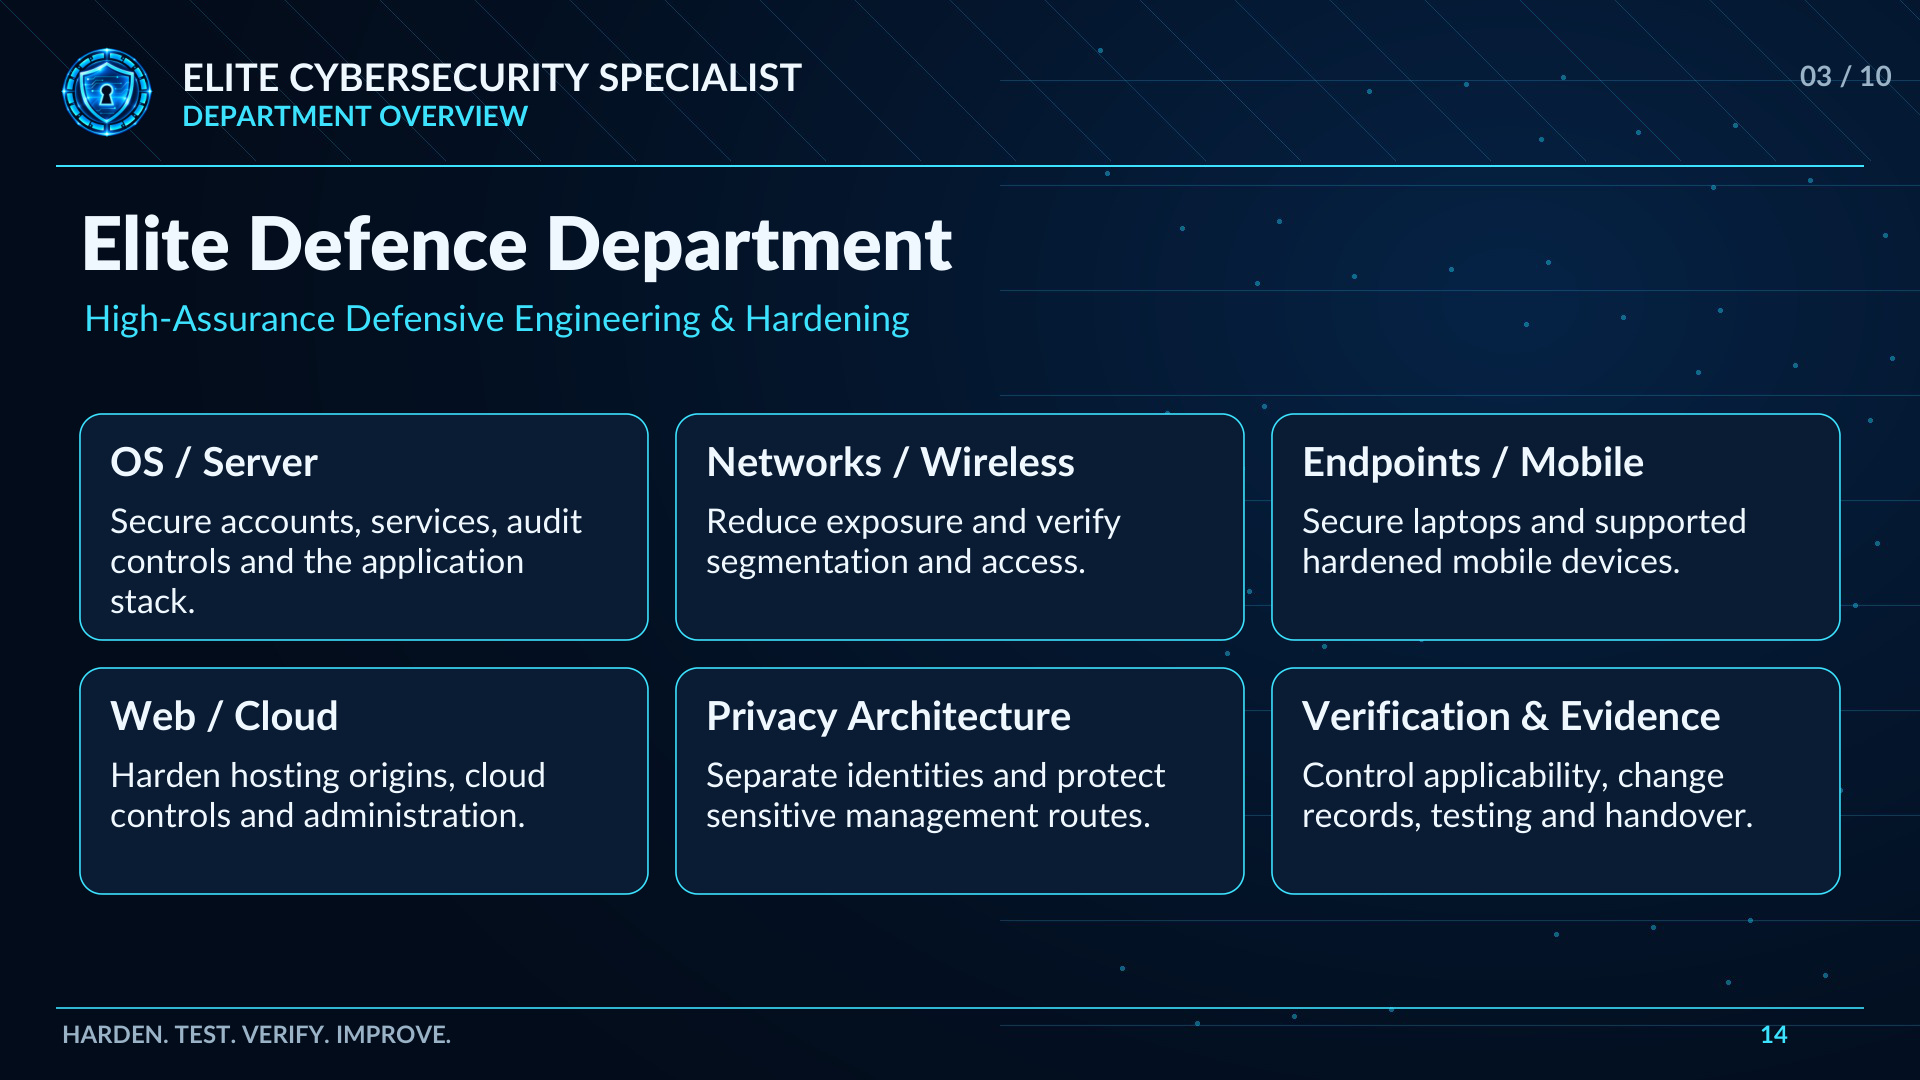 ELITE CYBERSECURITY SPECIALIST
DEPARTMENT OVERVIEW
03 / 10
Elite Defence Department
High-Assurance Defensive Engineering & Hardening
OS / Server
Secure accounts, services, audit
controls and the application
stack.
Networks / Wireless
Reduce exposure and verify
segmentation and access.
Endpoints / Mobile
Secure laptops and supported
hardened mobile devices.
Web / Cloud
Harden hosting origins, cloud
controls and administration.
Privacy Architecture
Separate identities and protect
sensitive management routes.
Verification & Evidence
Control applicability, change
records, testing and handover.
HARDEN. TEST. VERIFY. IMPROVE.
14